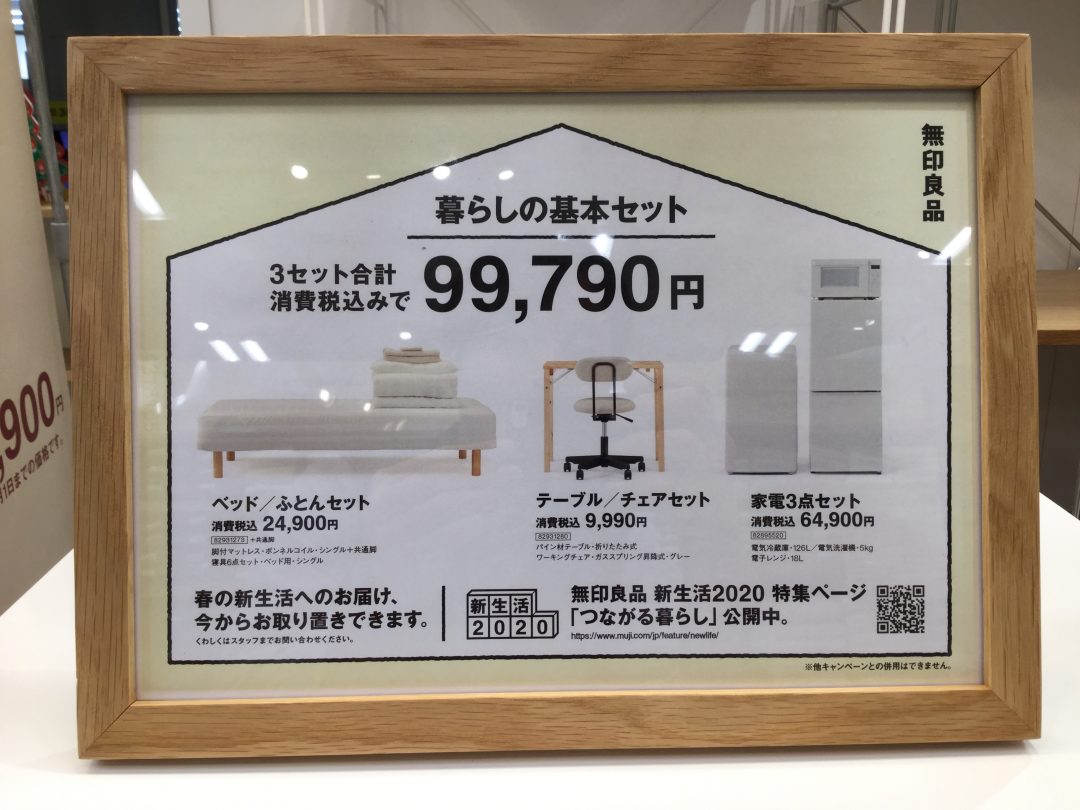 無印良品
暮らしの基本セット
3セット合計
消費税込みで 99,790円
ベッド／ふとんセット
消費税込 24,900円
82931273 ＋共通脚
脚付マットレス・ボンネルコイル・シングル＋共通脚
寝具6点セット・ベッド用・シングル
テーブル／チェアセット
消費税込 9,990円
82931280
パイン材テーブル・折りたたみ式
ワーキングチェア・ガススプリング昇降式・グレー
家電3点セット
消費税込 64,900円
82895520
電気冷蔵庫・126L／電気洗濯機・5kg
電子レンジ・18L
春の新生活へのお届け、
今からお取り置きできます。
くわしくはスタッフまでお問い合わせください。
新生活
2020
無印良品 新生活2020 特集ページ
「つながる暮らし」公開中。
https://www.muji.com/jp/feature/newlife/
※他キャンペーンとの併用はできません。
900円
月1日までの価格です。